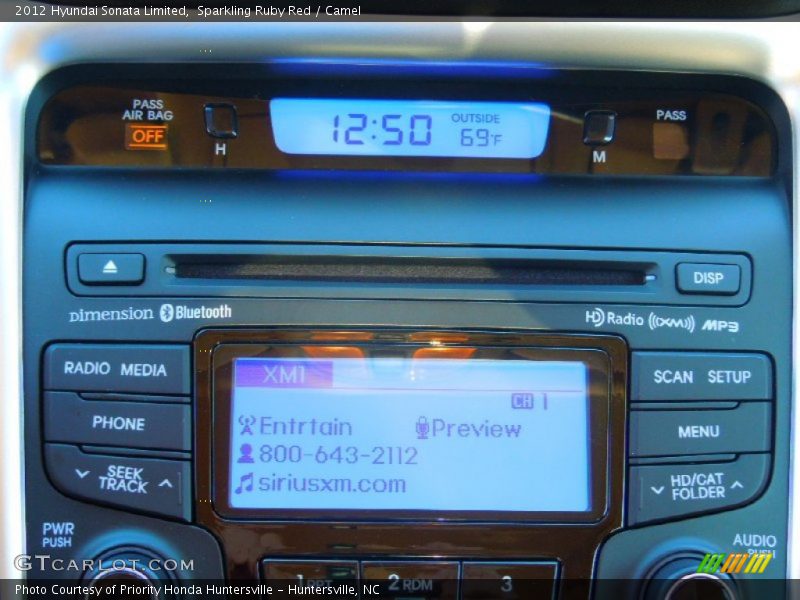 2012 Hyundai Sonata Limited, Sparkling Ruby Red / Camel
PASS
AIR BAG
OFF
H
12:50
OUTSIDE
69°F
M
PASS
DISP
Dimension Bluetooth
HD Radio ((XM)) MP3
RADIO MEDIA
PHONE
SEEK
TRACK
XM1
CH 1
Entrtain Preview
800-643-2112
siriusxm.com
SCAN SETUP
MENU
HD/CAT
FOLDER
PWR
PUSH
AUDIO
PUSH
1 RPT 2 RDM 3
GTCarLot.com
Photo Courtesy of Priority Honda Huntersville - Huntersville, NC